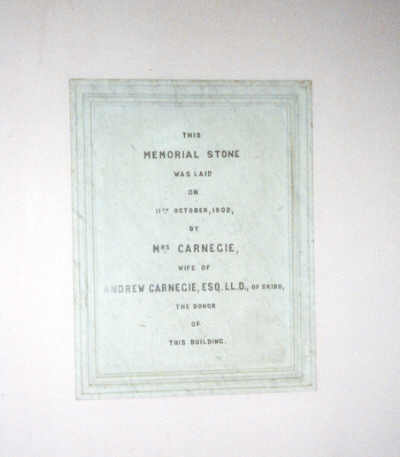 THIS
MEMORIAL STONE
WAS LAID
ON
11TH OCTOBER, 1902,
BY
MRS CARNEGIE,
WIFE OF
ANDREW CARNEGIE, ESQ. LL.D., OF SKIBO,
THE DONOR
OF
THIS BUILDING.